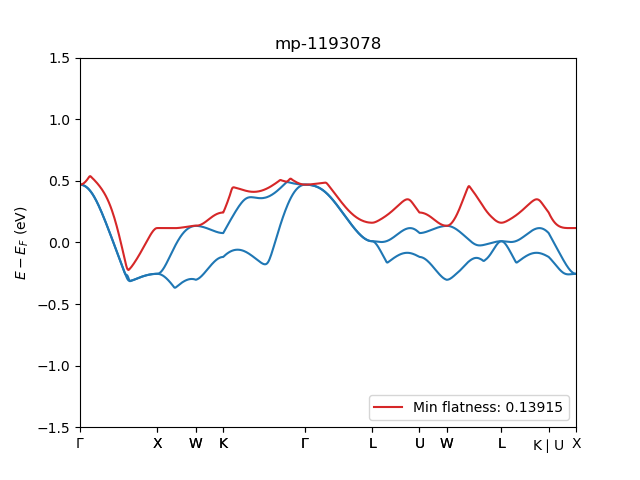 mp-1193078
E − E_F (eV)
1.5
1.0
0.5
0.0
−0.5
−1.0
−1.5
Min flatness: 0.13915
Γ X W K Γ L U W L K | U X